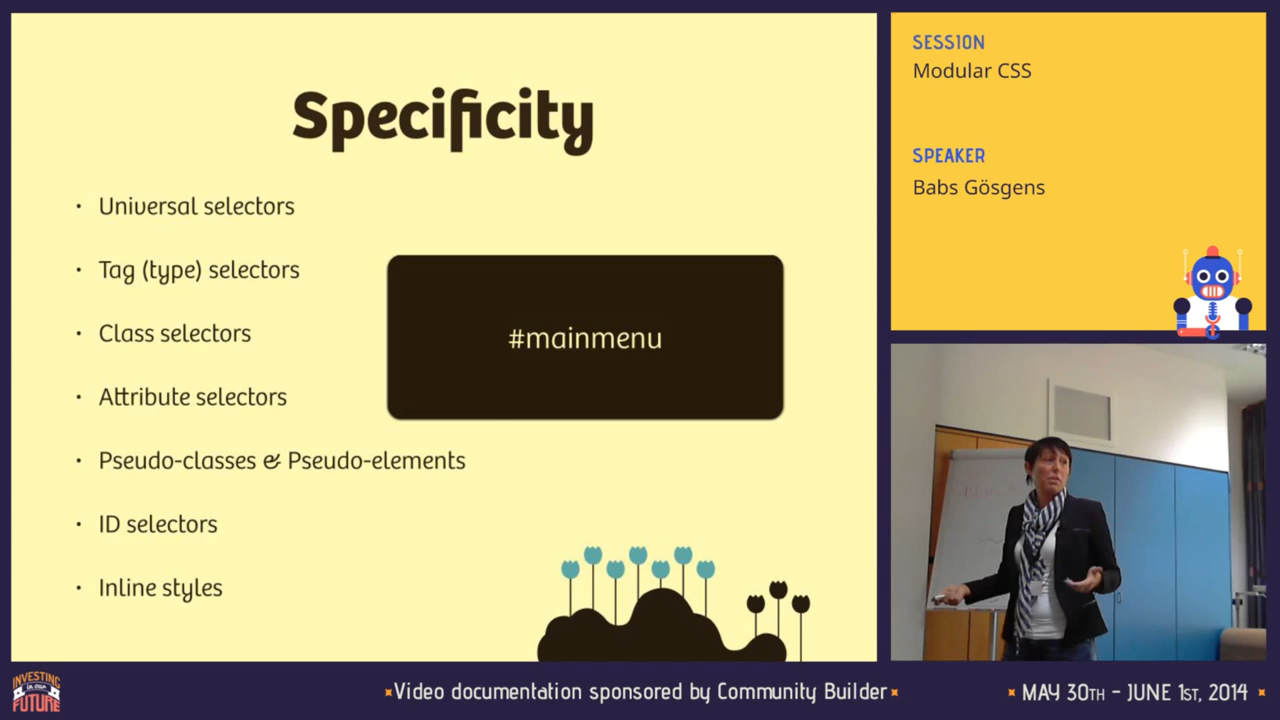 Specificity
· Universal selectors
· Tag (type) selectors
· Class selectors
· Attribute selectors
· Pseudo-classes & Pseudo-elements
· ID selectors
· Inline styles
#mainmenu
SESSION
Modular CSS
SPEAKER
Babs Gösgens
INVESTING
in our
FUTURE
Video documentation sponsored by Community Builder
MAY 30TH - JUNE 1ST, 2014